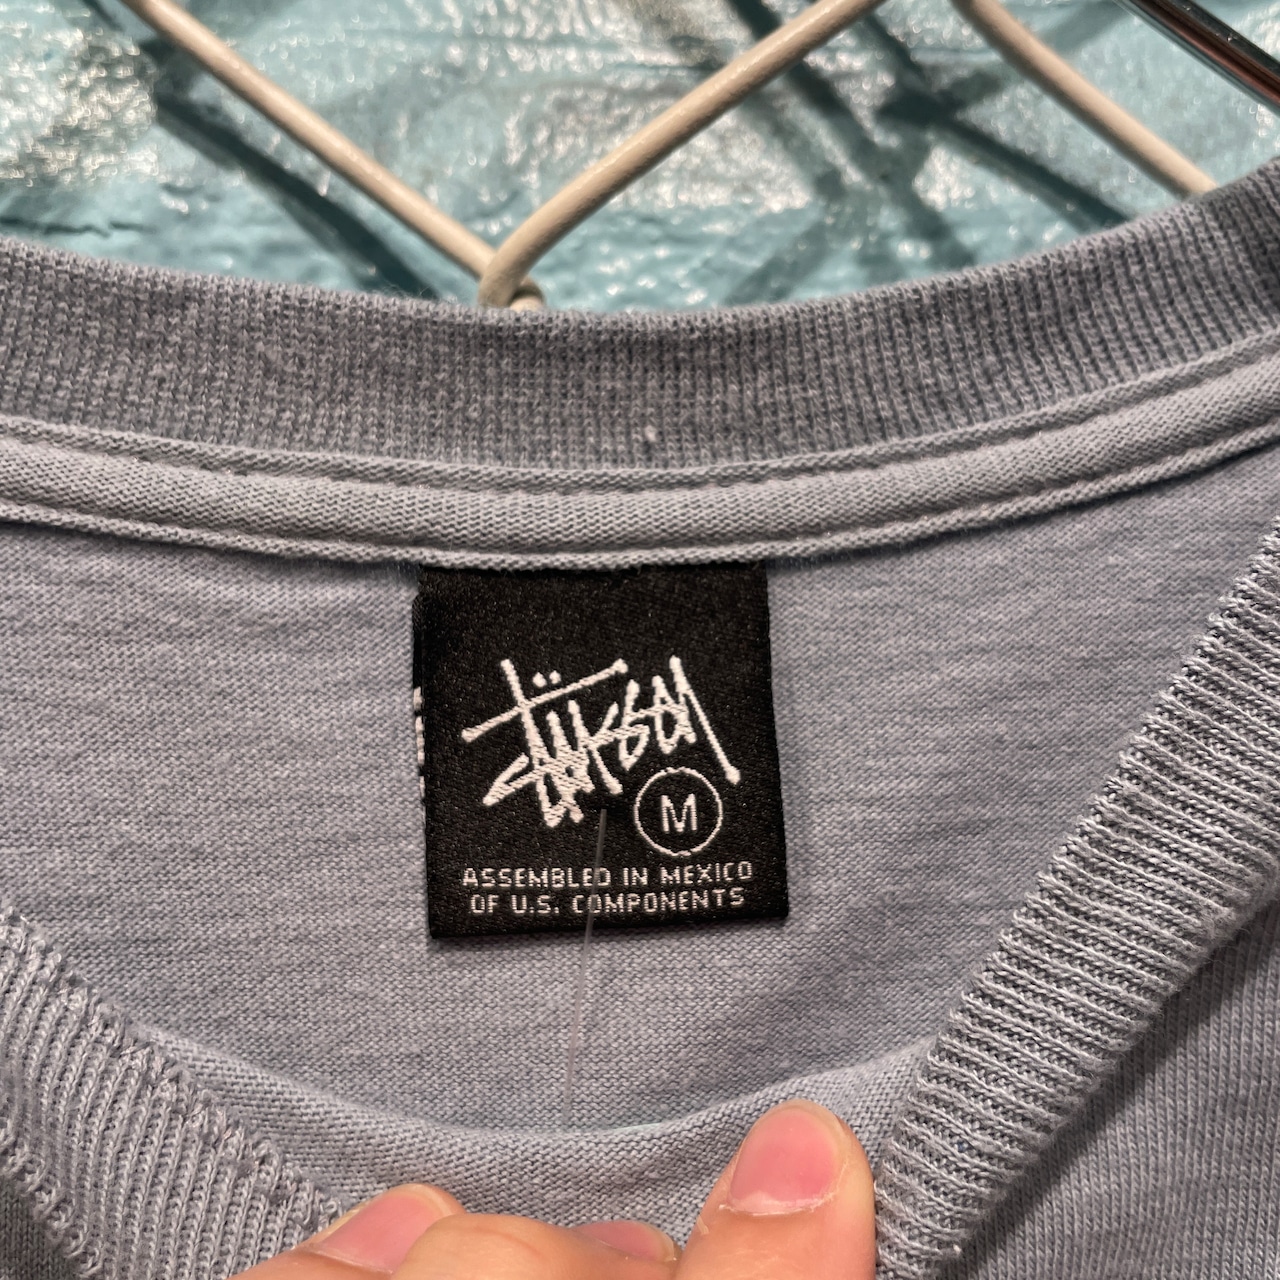 Stüssy
M
ASSEMBLED IN MEXICO
OF U.S. COMPONENTS